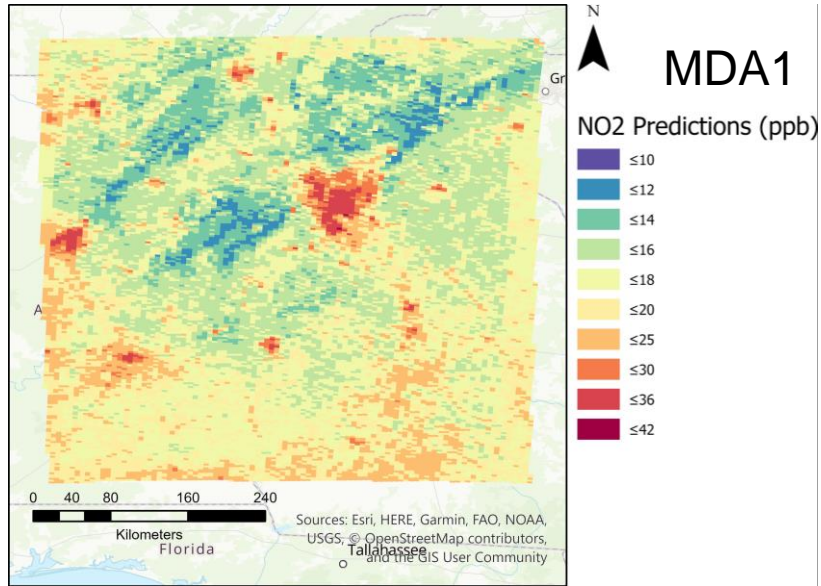 N
MDA1
Gr
NO2 Predictions (ppb)
≤10
≤12
≤14
≤16
≤18
≤20
≤25
≤30
≤36
≤42
A
0 40 80 160 240
Kilometers
Sources: Esri, HERE, Garmin, FAO, NOAA,
USGS, © OpenStreetMap contributors,
and the GIS User Community
Florida
Tallahassee